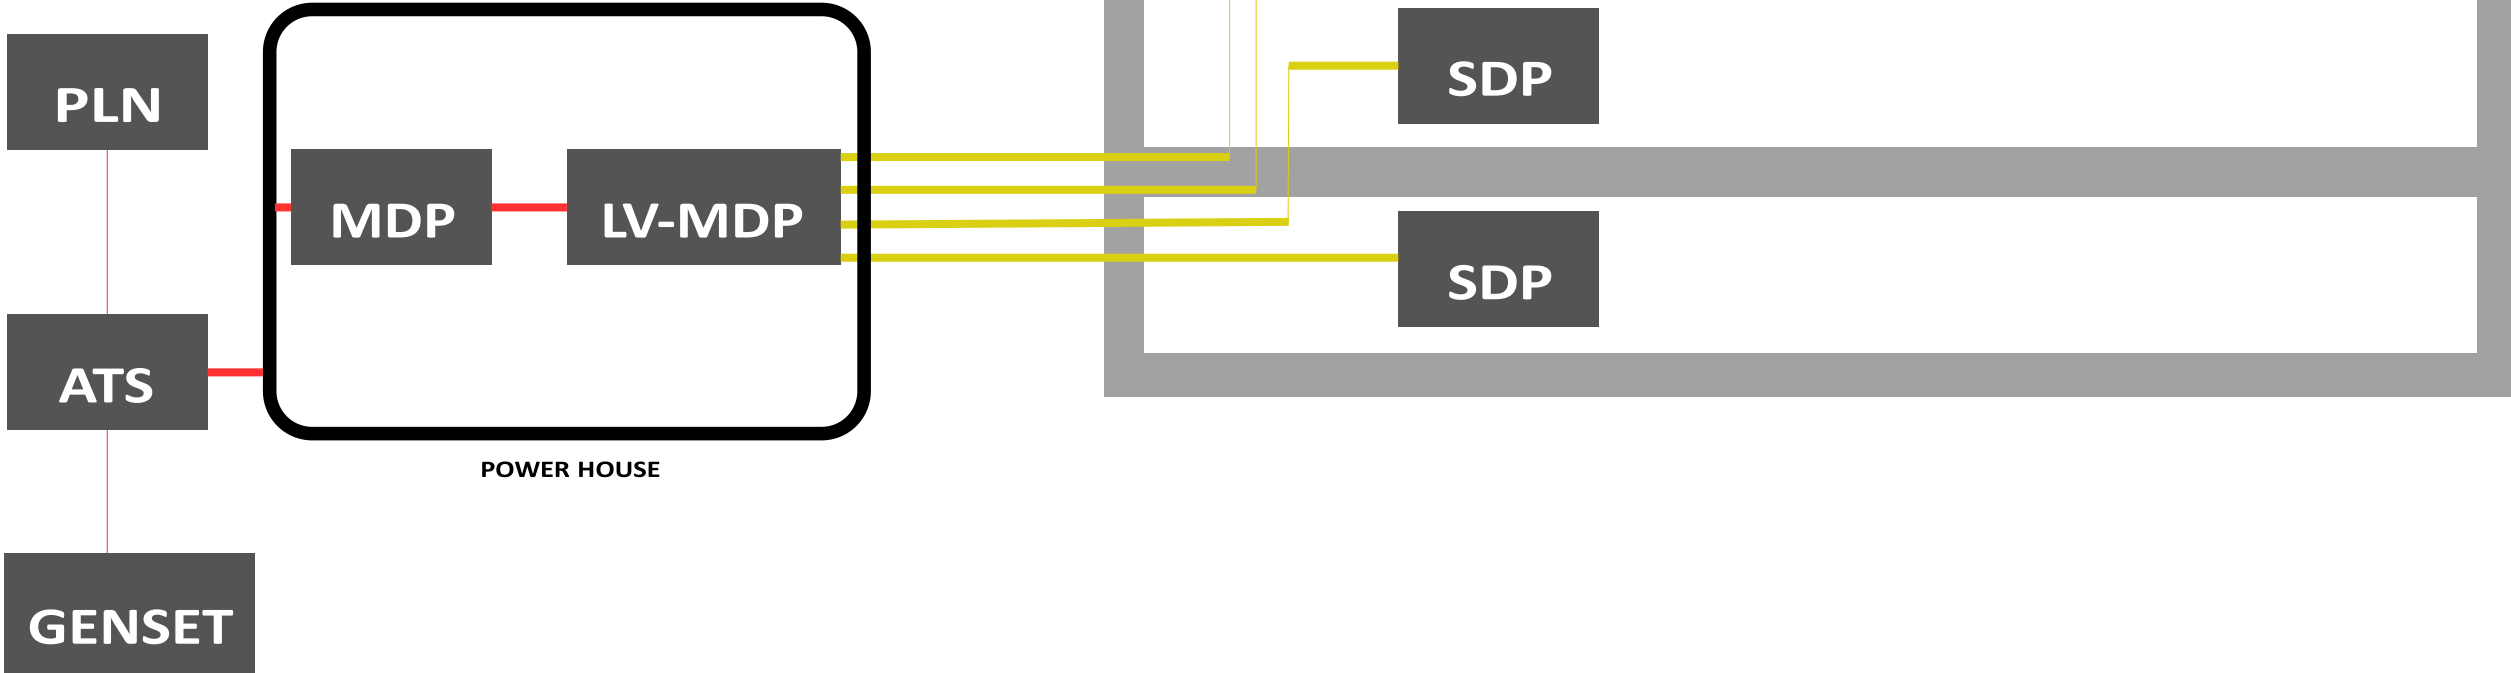 PLN
ATS
GENSET
MDP
LV-MDP
POWER HOUSE
SDP
SDP